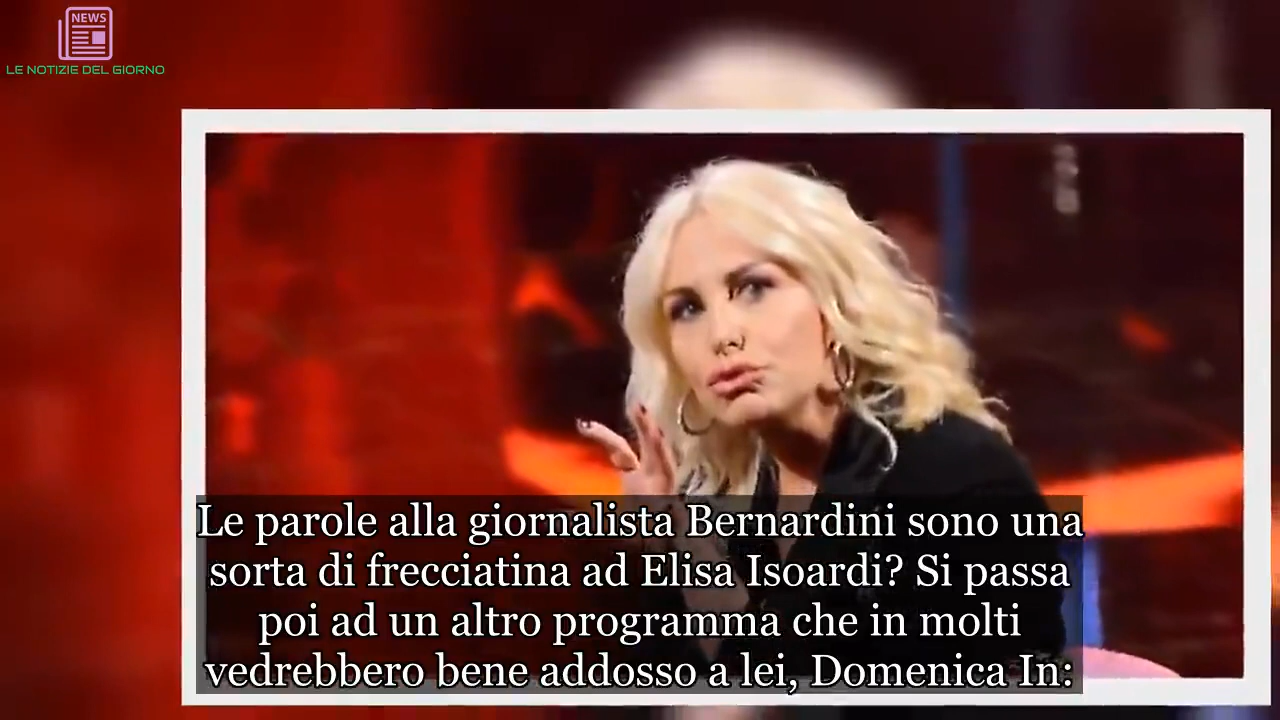 NEWS
LE NOTIZIE DEL GIORNO
Le parole alla giornalista Bernardini sono una
sorta di frecciatina ad Elisa Isoardi? Si passa
poi ad un altro programma che in molti
vedrebbero bene addosso a lei, Domenica In: